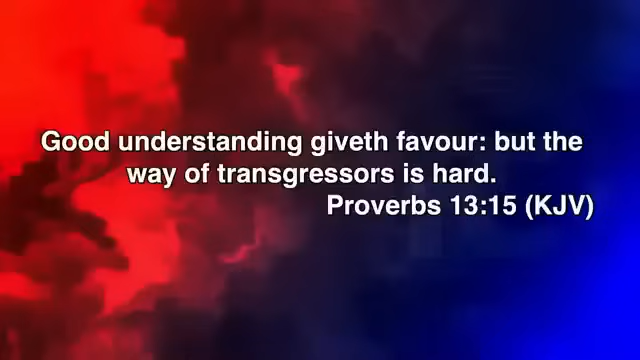 Good understanding giveth favour: but the
way of transgressors is hard.
Proverbs 13:15 (KJV)